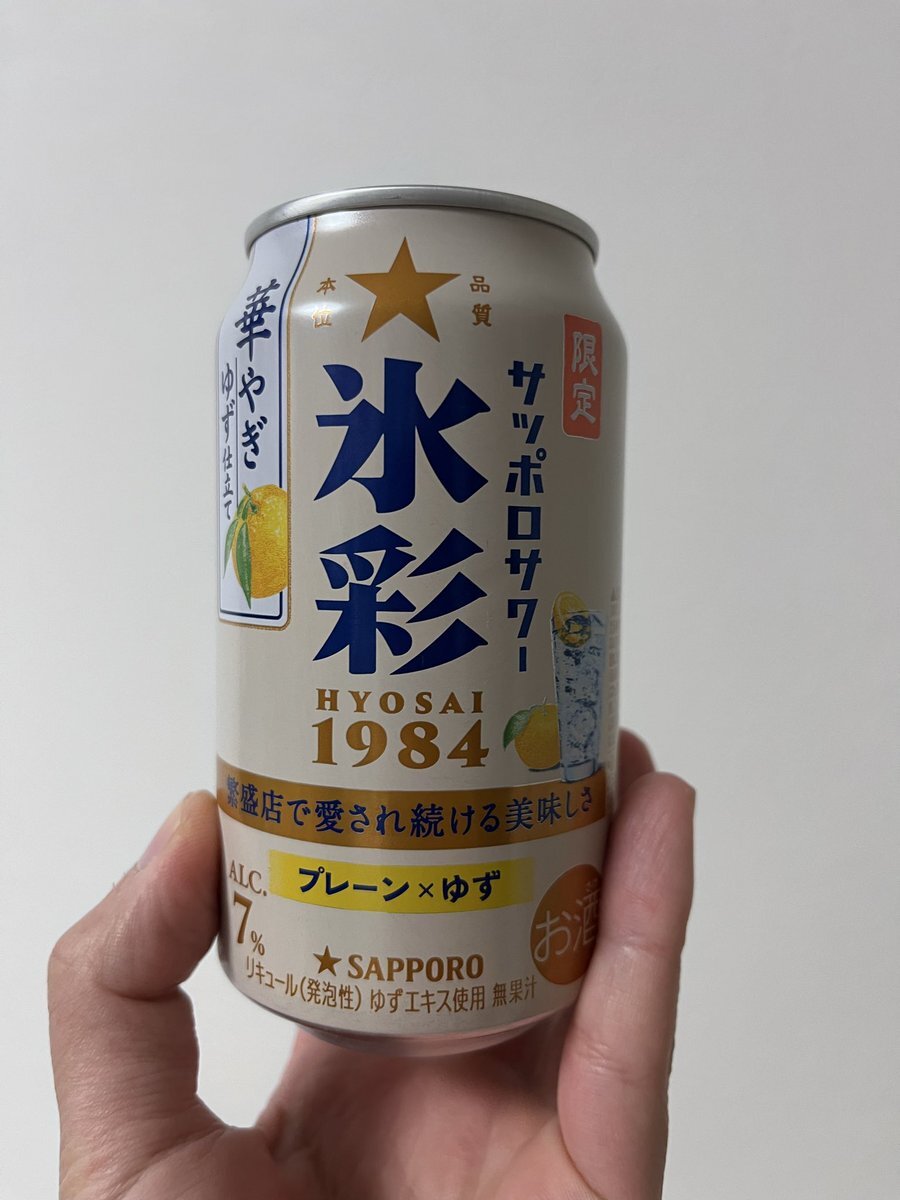 本位
品質
限定
華やぎ
ゆず仕立て
サッポロサワー
氷彩
HYOSAI
1984
繁盛店で愛され続ける美味しさ
プレーン×ゆず
ALC.
7%
お酒
SAPPORO
リキュール(発泡性) ゆずエキス使用 無果汁